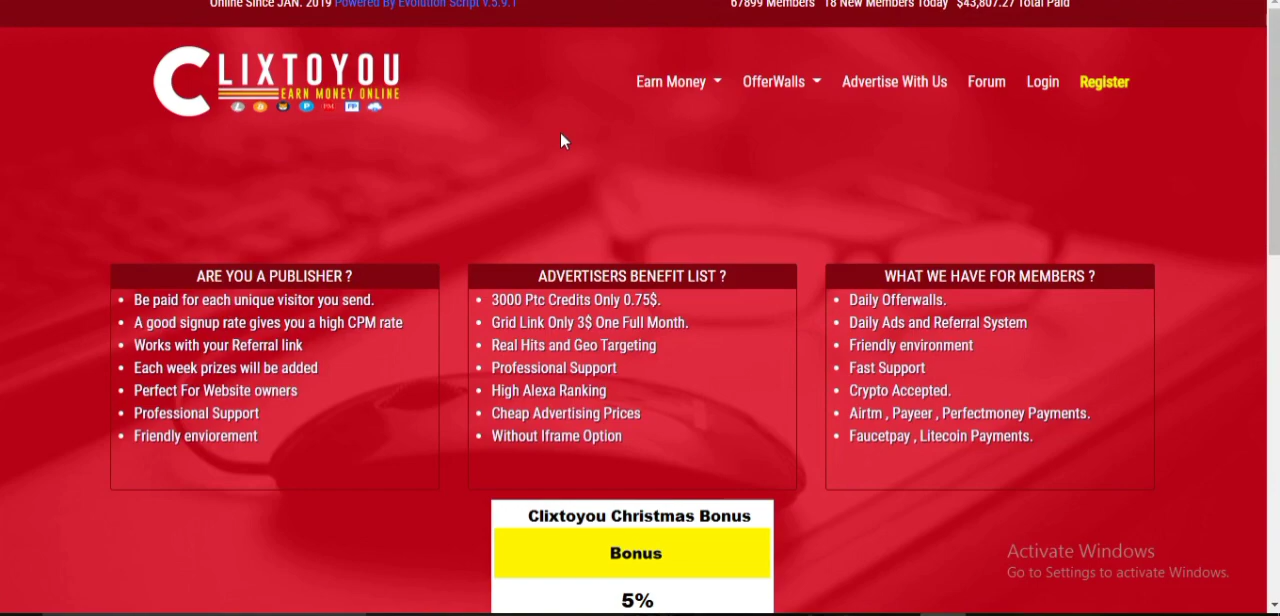 Online Since JAN. 2019 Powered By Evolution Script v.5.9.1
67899 Members 18 New Members Today $43,807.27 Total Paid
CLIXTOYOU
EARN MONEY ONLINE
Earn Money OfferWalls Advertise With Us Forum Login Register
ARE YOU A PUBLISHER ?
• Be paid for each unique visitor you send.
• A good signup rate gives you a high CPM rate
• Works with your Referral link
• Each week prizes will be added
• Perfect For Website owners
• Professional Support
• Friendly enviorement
ADVERTISERS BENEFIT LIST ?
• 3000 Ptc Credits Only 0.75$.
• Grid Link Only 3$ One Full Month.
• Real Hits and Geo Targeting
• Professional Support
• High Alexa Ranking
• Cheap Advertising Prices
• Without Iframe Option
WHAT WE HAVE FOR MEMBERS ?
• Daily Offerwalls.
• Daily Ads and Referral System
• Friendly environment
• Fast Support
• Crypto Accepted.
• Airtm , Payeer , Perfectmoney Payments.
• Faucetpay , Litecoin Payments.
Clixtoyou Christmas Bonus
Bonus
5%
Activate Windows
Go to Settings to activate Windows.